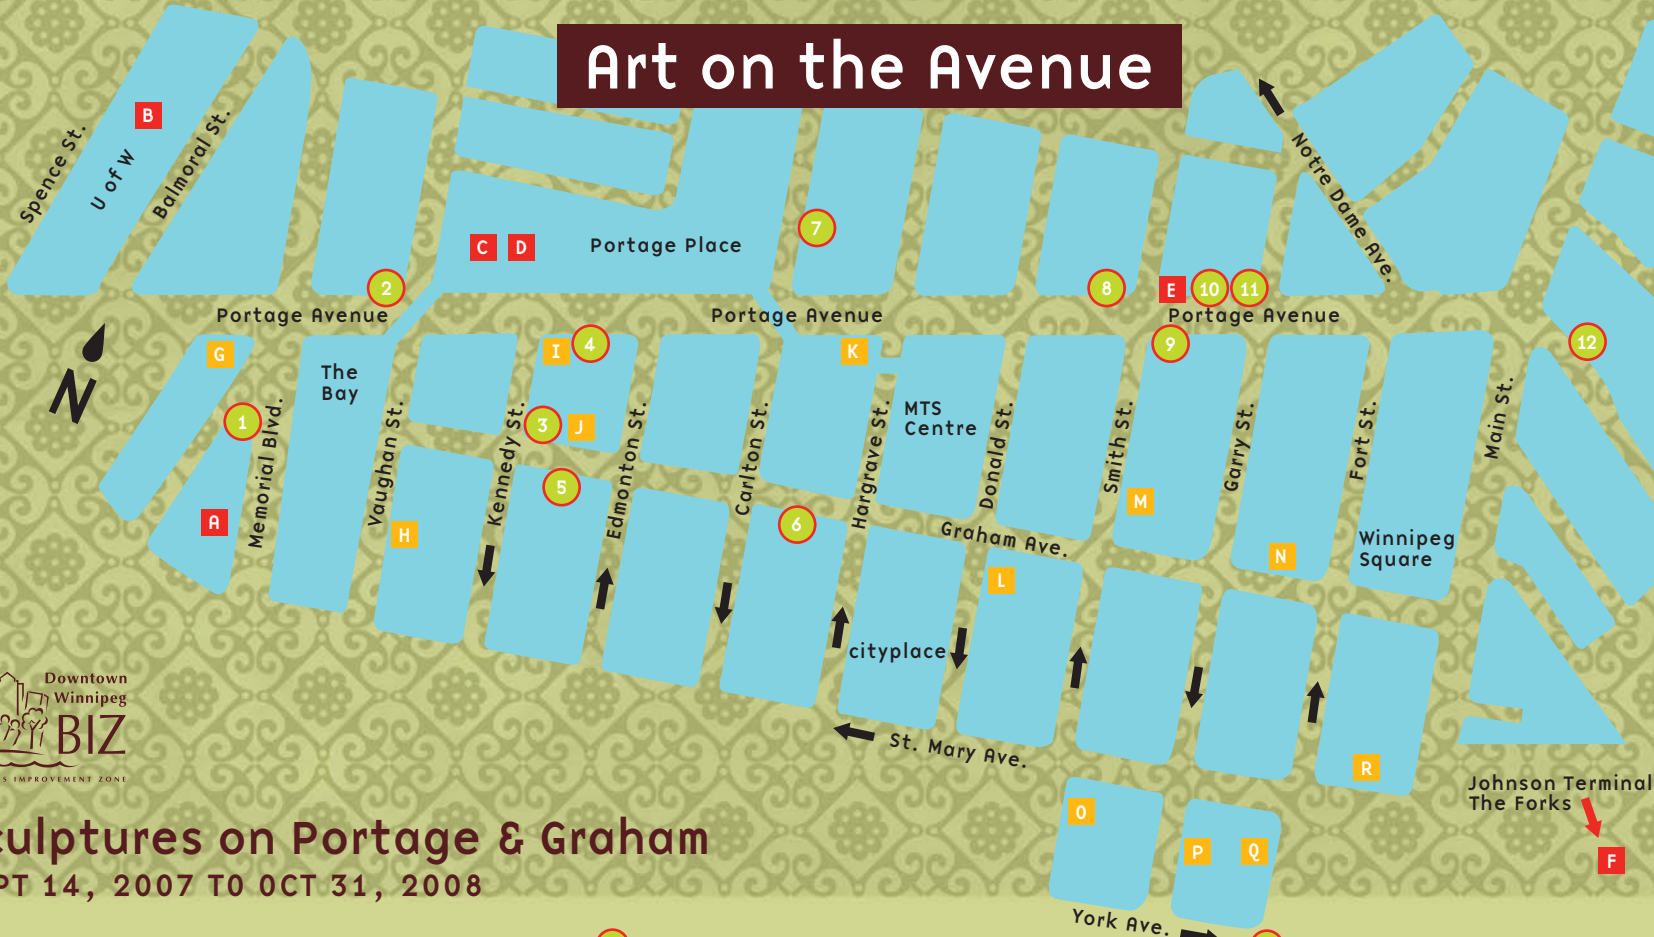 Art on the Avenue
Spence St.
B
U of W
Balmoral St.
Notre Dame Ave.
C D
Portage Place
7
2
8
E 10 11
Portage Avenue
Portage Avenue
Portage Avenue
12
N
G
The
Bay
I 4
K
9
1
Memorial Blvd.
Vaughan St.
Kennedy St.
3 J
Edmonton St.
Carlton St.
Hargrave St.
MTS
Centre
Donald St.
Smith St.
Garry St.
Fort St.
Main St.
A
H
5
6
Graham Ave.
M
N
Winnipeg
Square
L
cityplace
St. Mary Ave.
Downtown
Winnipeg
BIZ
IMPROVEMENT ZONE
R
Johnson Terminal
The Forks
F
O
P Q
York Ave.
culptures on Portage & Graham
PT 14, 2007 TO OCT 31, 2008